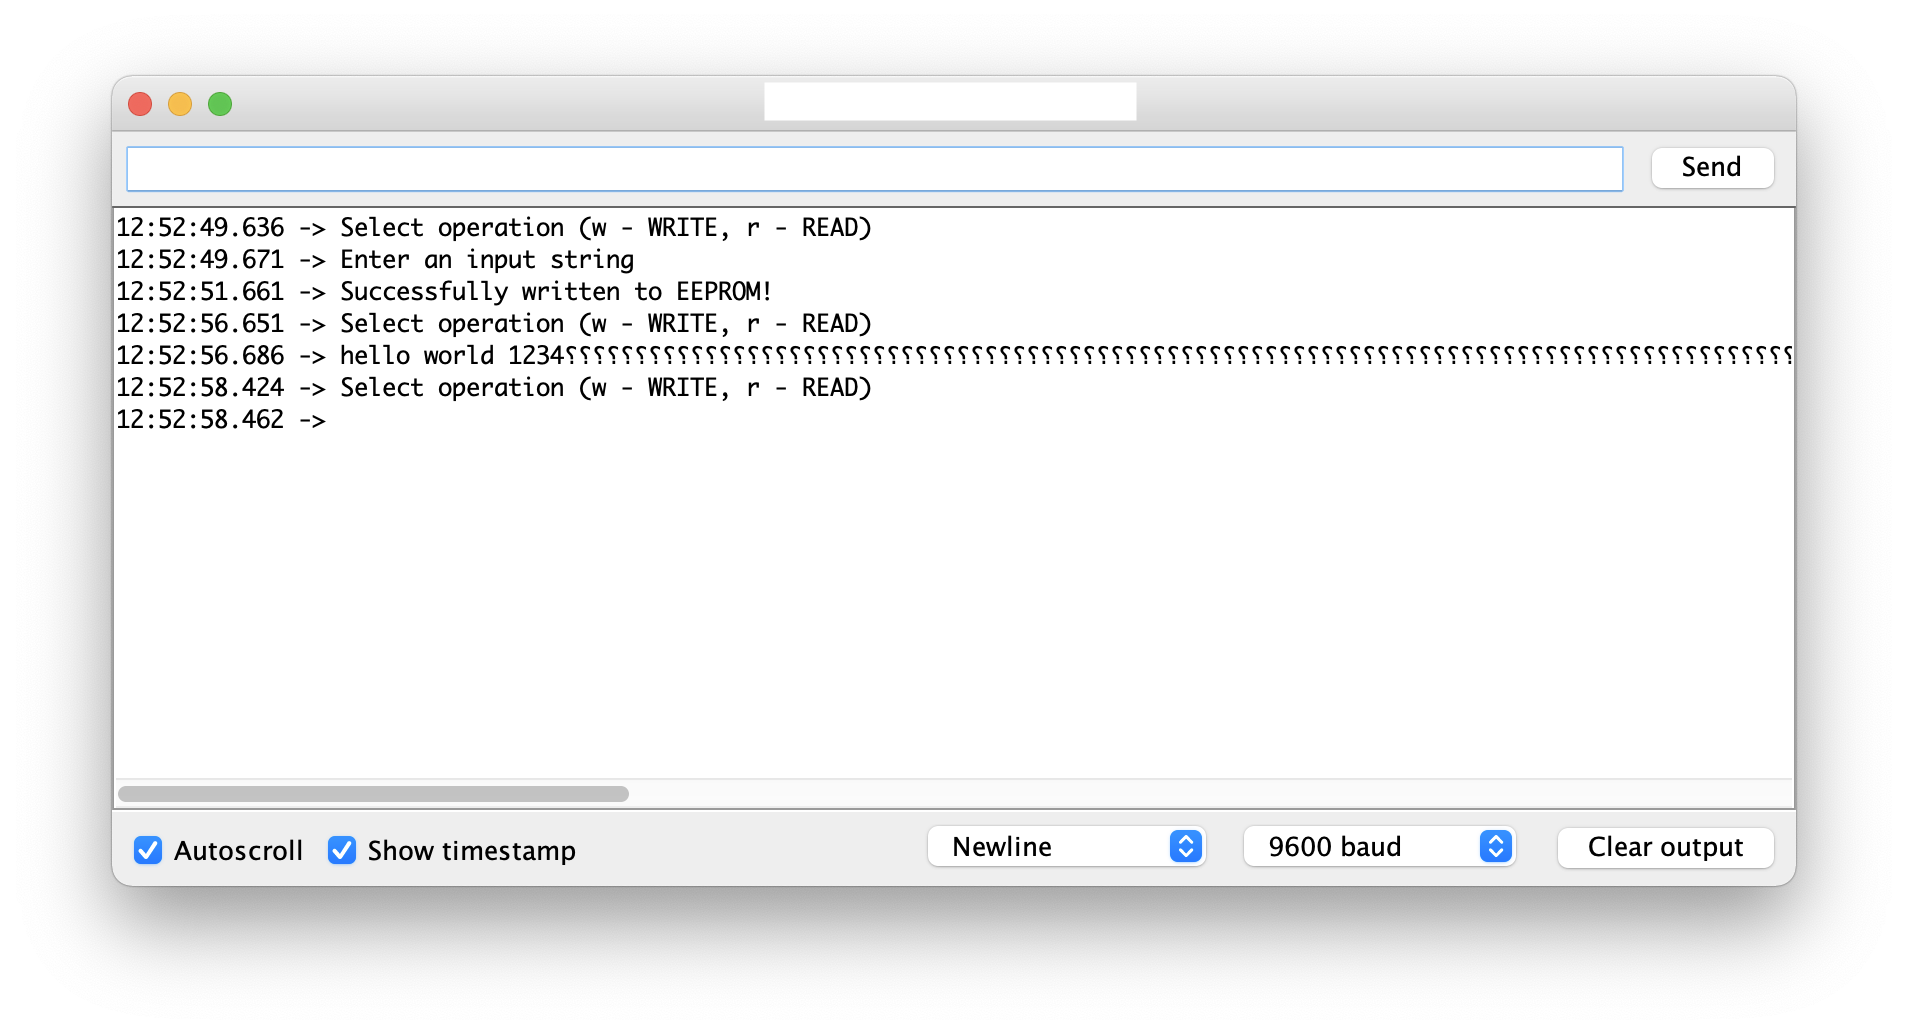 Send
12:52:49.636 -> Select operation (w - WRITE, r - READ)
12:52:49.671 -> Enter an input string
12:52:51.661 -> Successfully written to EEPROM!
12:52:56.651 -> Select operation (w - WRITE, r - READ)
12:52:56.686 -> hello world 1234⸮⸮⸮⸮⸮⸮⸮⸮⸮⸮⸮⸮⸮⸮⸮⸮⸮⸮⸮⸮⸮⸮⸮⸮⸮⸮⸮⸮⸮⸮⸮⸮⸮⸮⸮⸮⸮⸮⸮⸮⸮⸮⸮⸮⸮⸮⸮⸮⸮⸮⸮⸮⸮⸮⸮⸮⸮⸮⸮⸮⸮⸮⸮⸮⸮⸮⸮⸮⸮⸮⸮⸮⸮⸮⸮⸮⸮⸮⸮⸮⸮⸮⸮⸮⸮⸮⸮⸮
12:52:58.424 -> Select operation (w - WRITE, r - READ)
12:52:58.462 ->
Autoscroll Show timestamp Newline 9600 baud Clear output